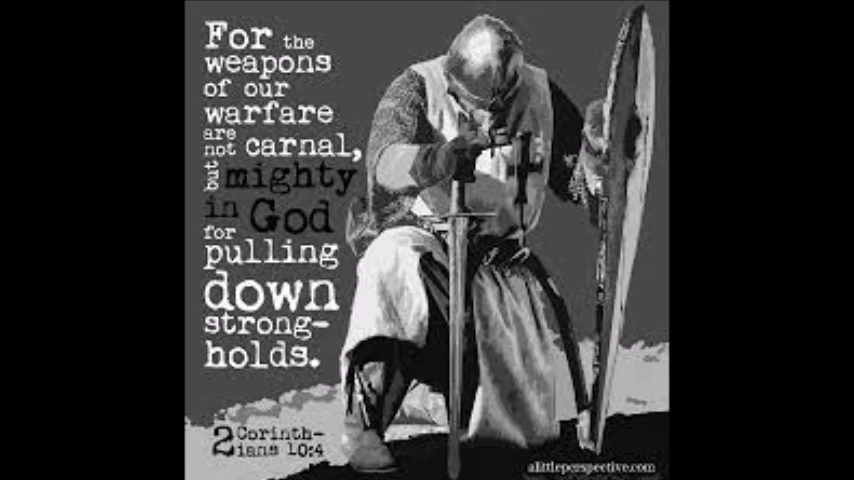 For the
weapons
of our
warfare
are
not carnal,
but mighty
in God
for
pulling
down
strong-
holds.
2 Corinth-
ians 10:4
alittleperspective.com